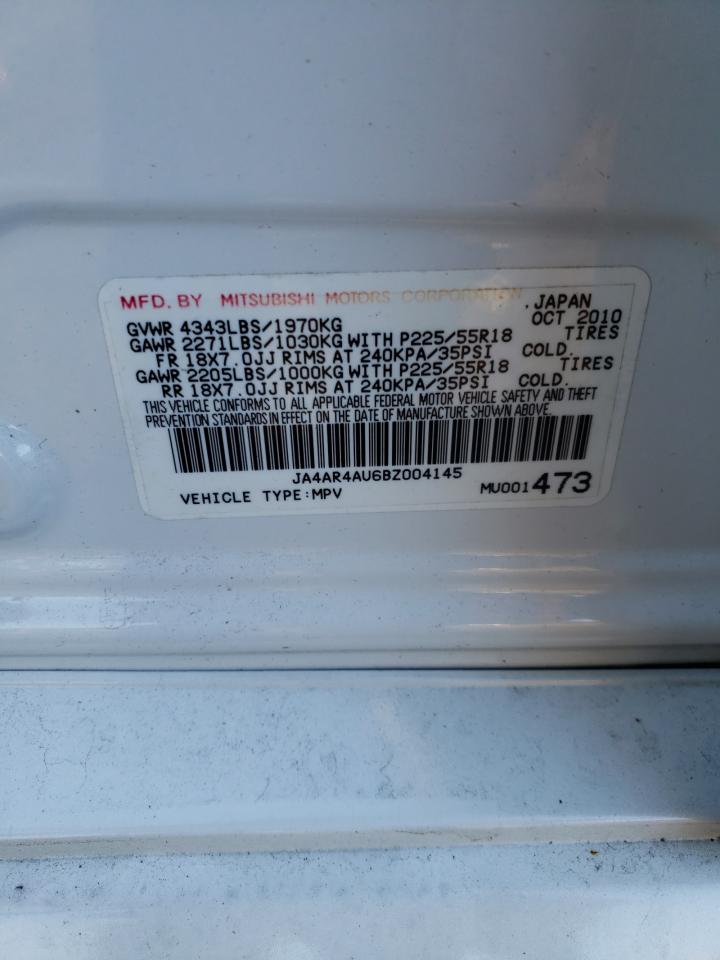 MFD. BY MITSUBISHI MOTORS CORPORATION. JAPAN
GVWR 4343LBS/1970KG OCT 2010
GAWR 2271LBS/1030KG WITH P225/55R18 TIRES
FR 18X7.0JJ RIMS AT 240KPA/35PSI COLD.
GAWR 2205LBS/1000KG WITH P225/55R18 TIRES
RR 18X7.0JJ RIMS AT 240KPA/35PSI COLD.
THIS VEHICLE CONFORMS TO ALL APPLICABLE FEDERAL MOTOR VEHICLE SAFETY AND THEFT
PREVENTION STANDARDS IN EFFECT ON THE DATE OF MANUFACTURE SHOWN ABOVE.
JA4AR4AU6BZ004145
VEHICLE TYPE:MPV MU001473